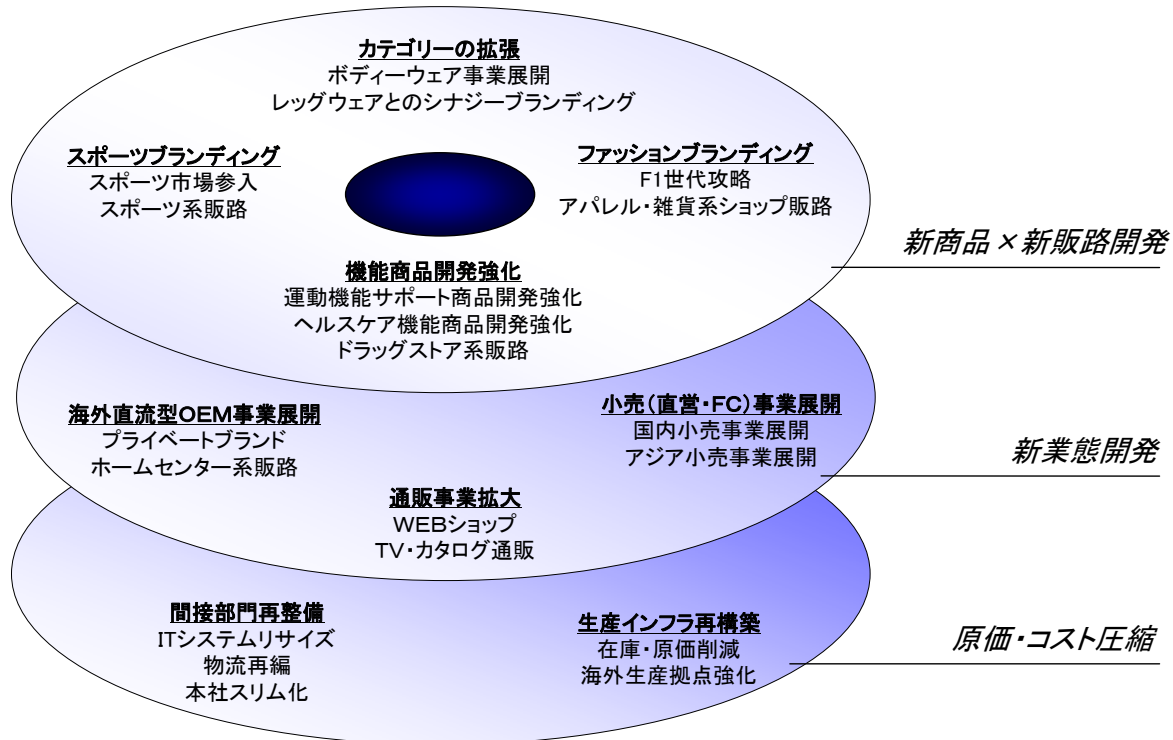 カテゴリーの拡張
ボディーウェア事業展開
レッグウェアとのシナジーブランディング
スポーツブランディング
スポーツ市場参入
スポーツ系販路
ファッションブランディング
F1世代攻略
アパレル・雑貨系ショップ販路
新商品×新販路開発
機能商品開発強化
運動機能サポート商品開発強化
ヘルスケア機能商品開発強化
ドラッグストア系販路
海外直流型OEM事業展開
プライベートブランド
ホームセンター系販路
小売(直営・FC)事業展開
国内小売事業展開
アジア小売事業展開
新業態開発
通販事業拡大
WEBショップ
TV・カタログ通販
間接部門再整備
ITシステムリサイズ
物流再編
本社スリム化
生産インフラ再構築
在庫・原価削減
海外生産拠点強化
原価・コスト圧縮